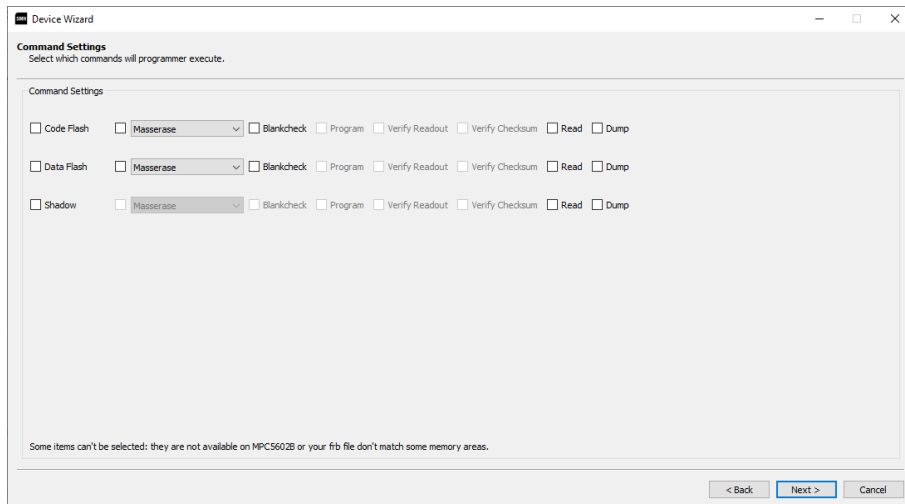 SMH Device Wizard
Command Settings
Select which commands will programmer execute.
Command Settings
Code Flash Masserase Blankcheck Program Verify Readout Verify Checksum Read Dump
Data Flash Masserase Blankcheck Program Verify Readout Verify Checksum Read Dump
Shadow Masserase Blankcheck Program Verify Readout Verify Checksum Read Dump
Some items can't be selected: they are not available on MPC5602B or your frb file don't match some memory areas.
< Back Next > Cancel